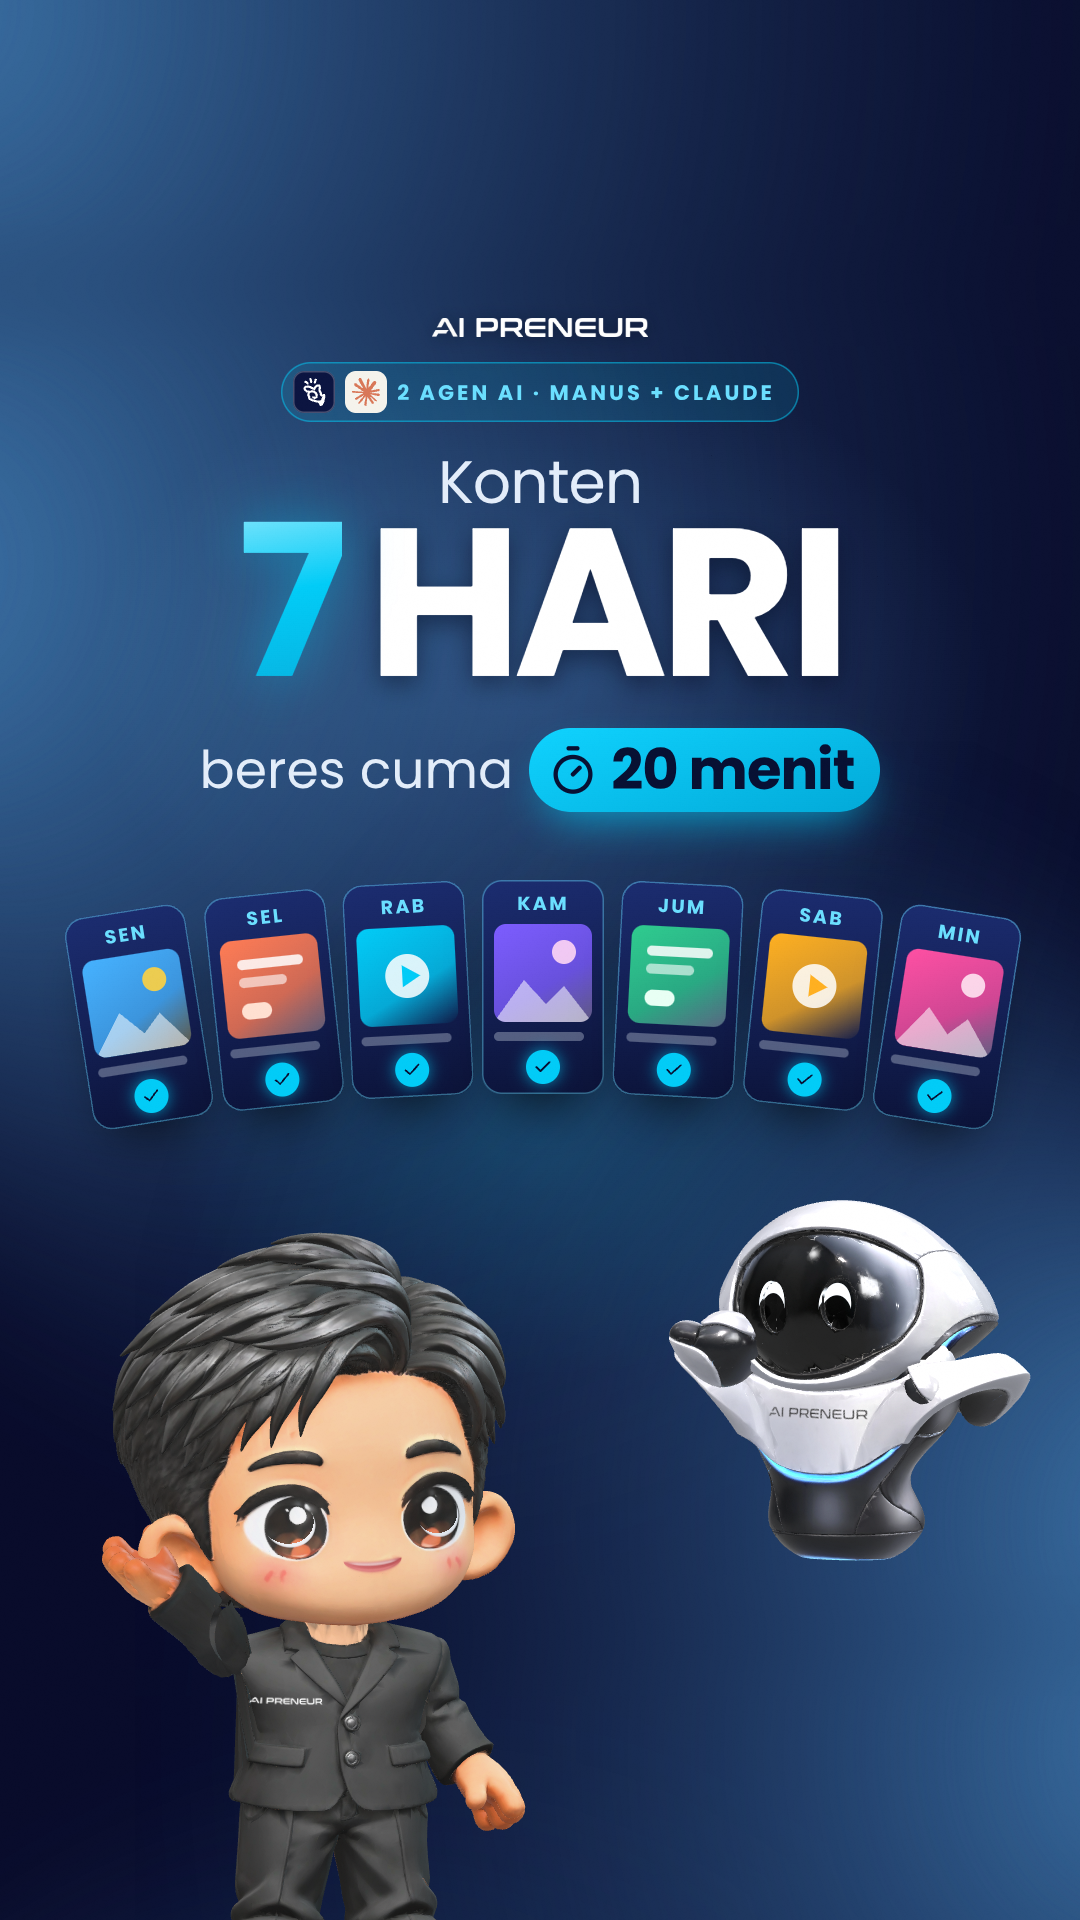 AI PRENEUR
2 AGEN AI · MANUS + CLAUDE
Konten
7 HARI
beres cuma 20 menit
SEN SEL RAB KAM JUM SAB MIN
AI PRENEUR
AI PRENEUR